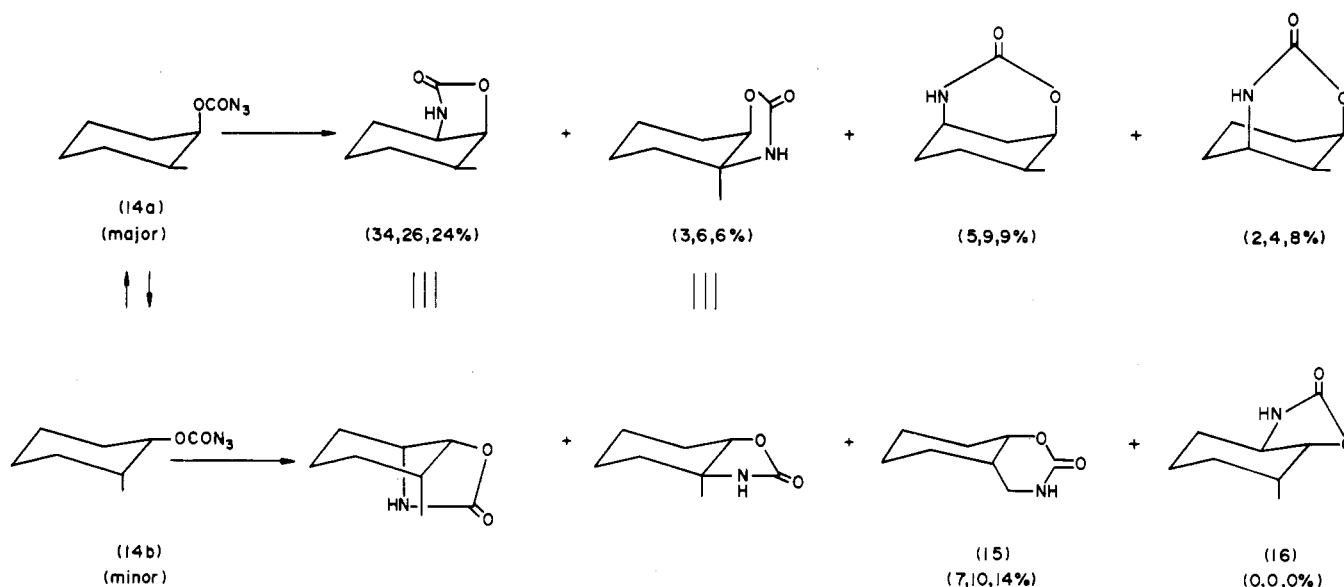 OCON₃
O
O
HN
+
O
O
NH
+
O
HN
O
+
O
HN
O
(14a)
(major)
(34,26,24%)
(3,6,6%)
(5,9,9%)
(2,4,8%)
OCON₃
O
HN
O
+
O
N
H
O
+
O
O
NH
+
O
HN
O
(14b)
(minor)
(15)
(7,10,14%)
(16)
(0,0,0%)